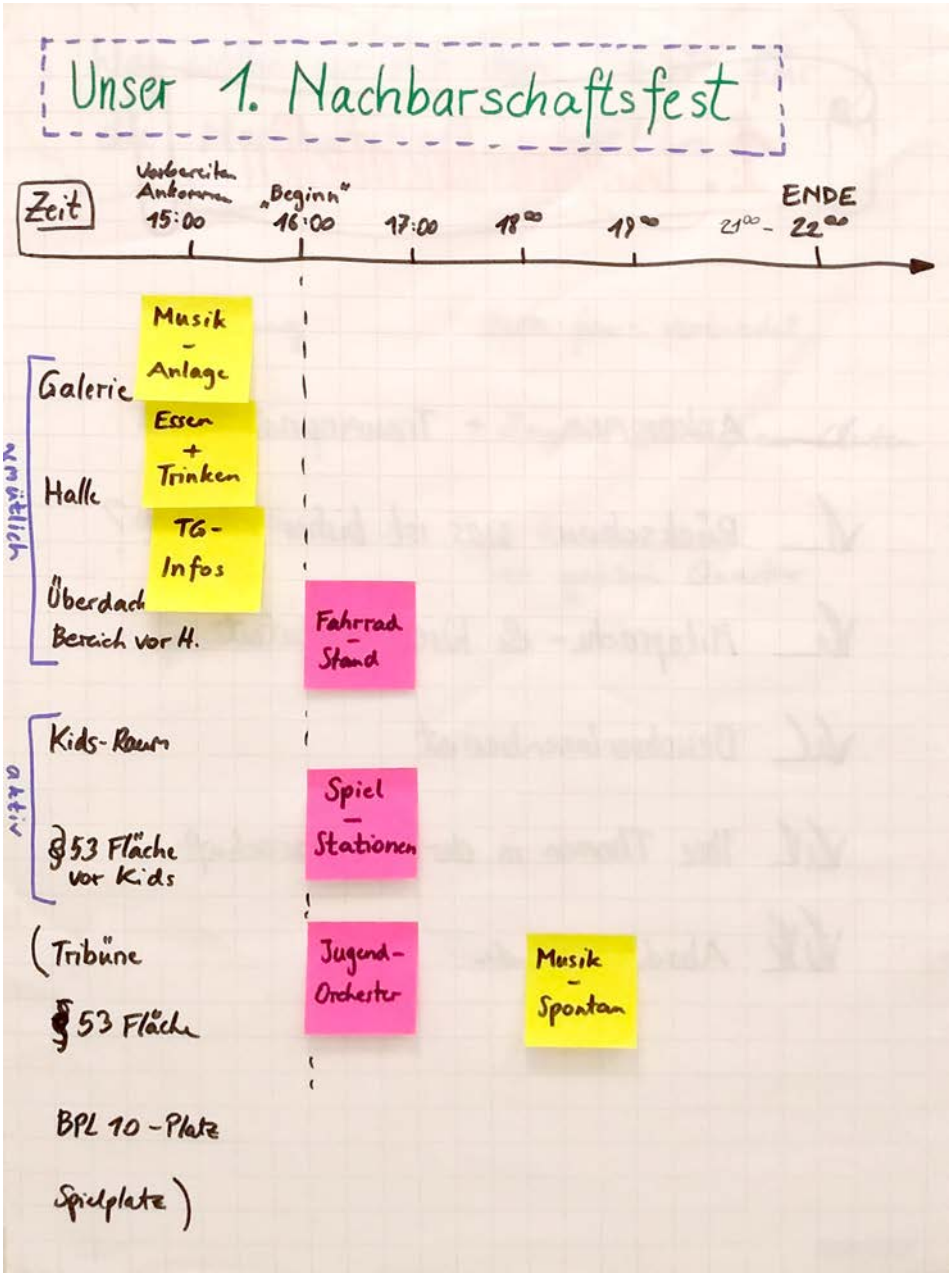 Unser 1. Nachbarschaftsfest
Zeit
Vorbereiten
Ankommen
15:00
„Beginn"
16:00
17:00
18⁰⁰
19⁰⁰
21⁰⁰ -
ENDE
22⁰⁰
gemütlich
Galerie
Halle
Überdach
Bereich vor H.
Musik
-
Anlage
Essen
+
Trinken
TG-
Infos
Fahrrad
-
Stand
aktiv
Kids-Raum
§53 Fläche
vor Kids
Spiel
-
Stationen
(Tribüne
§53 Fläche
BPL 10-Platz
Spielplatz)
Jugend-
Orchester
Musik
-
Spontan